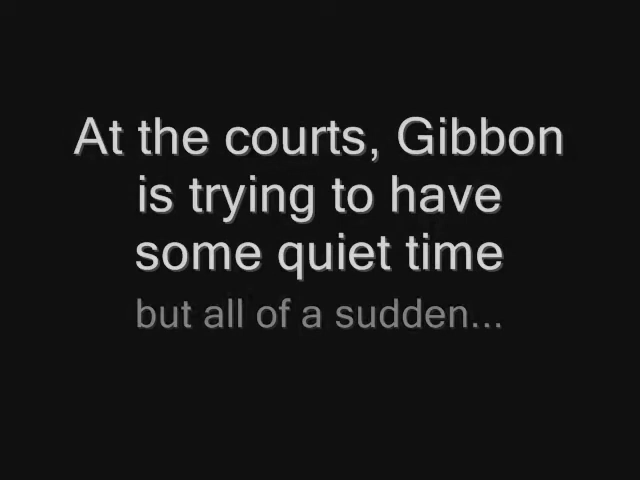 At the courts, Gibbon
is trying to have
some quiet time
but all of a sudden...